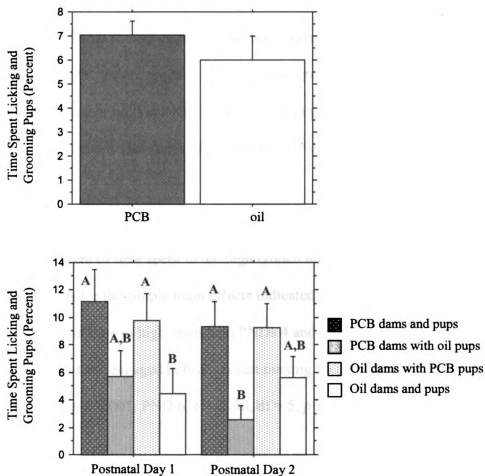 Time Spent Licking and
Grooming Pups (Percent)
8
7
6
5
4
3
2
1
0
PCB
oil
Time Spent Licking and
Grooming Pups (Percent)
14
12
10
8
6
4
2
0
A
A,B
A
B
A
B
A
A,B
Postnatal Day 1
Postnatal Day 2
PCB dams and pups
PCB dams with oil pups
Oil dams with PCB pups
Oil dams and pups